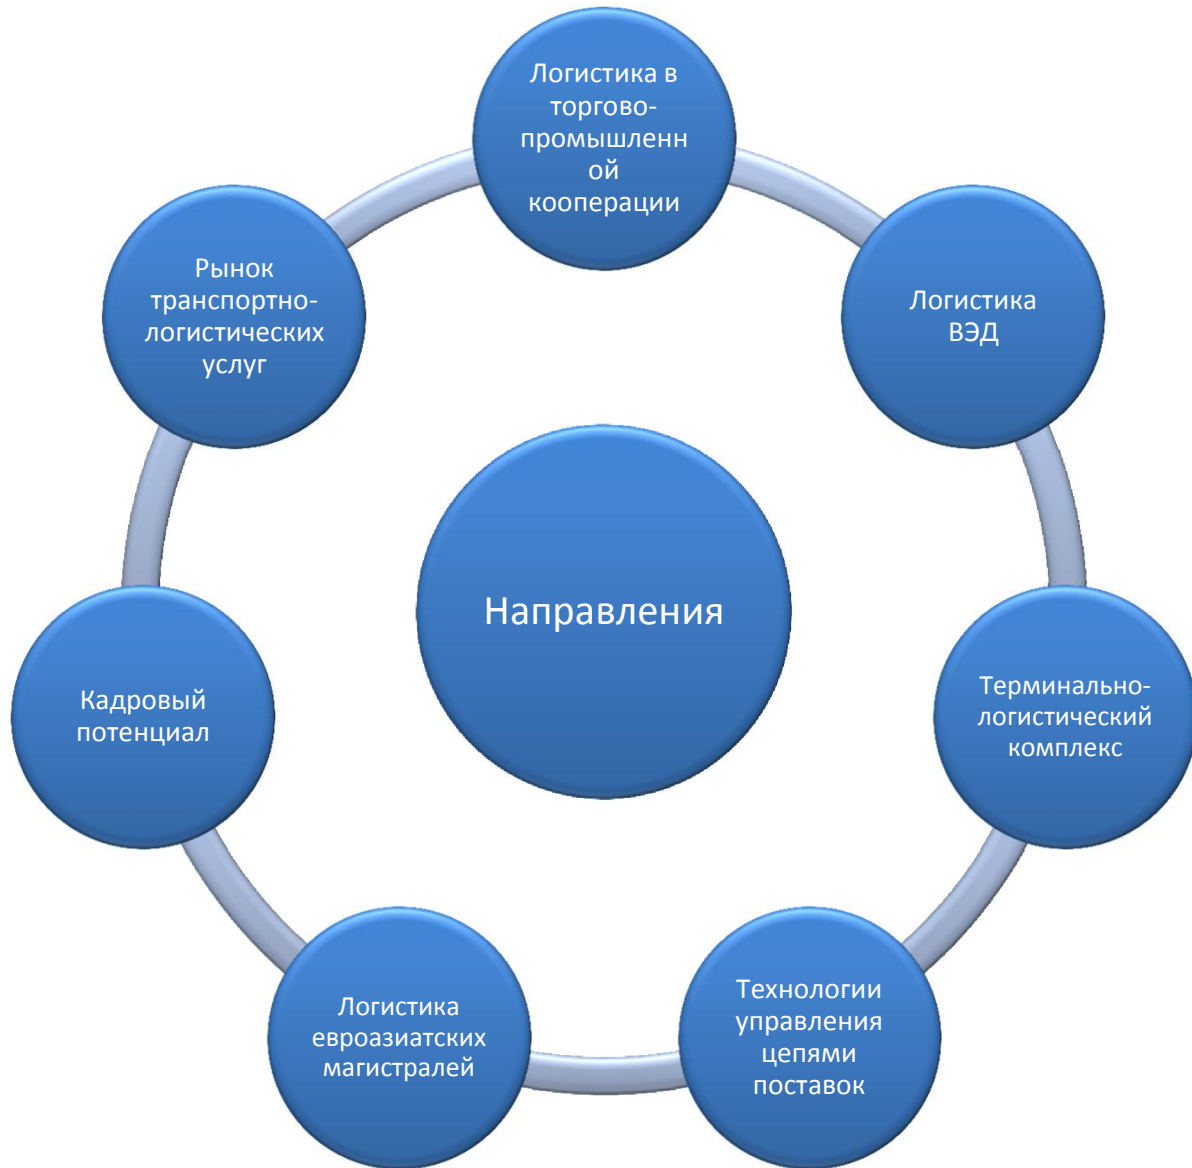 Логистика в
торгово-
промышленн
ой
кооперации
Логистика
ВЭД
Терминально-
логистический
комплекс
Технологии
управления
цепями
поставок
Логистика
евроазиатских
магистралей
Кадровый
потенциал
Рынок
транспортно-
логистических
услуг
Направления